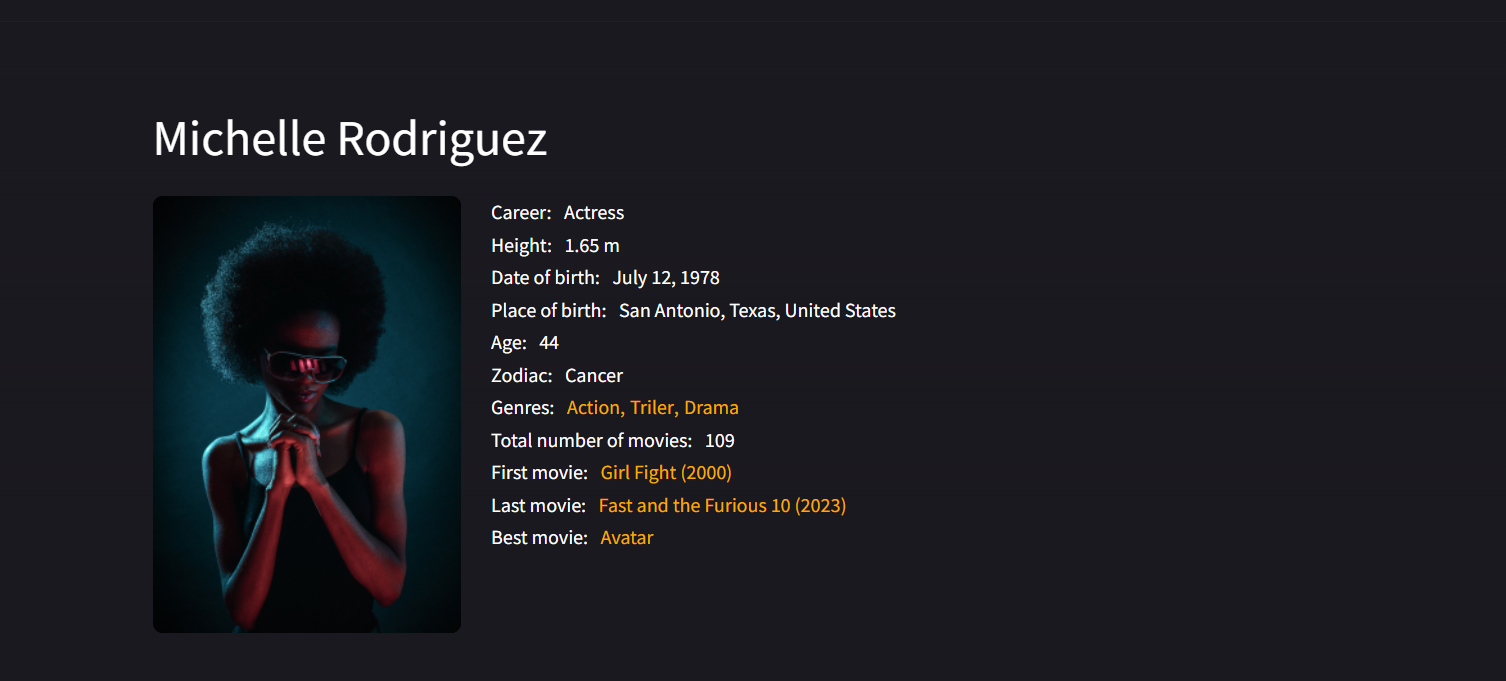 Michelle Rodriguez
Career: Actress
Height: 1.65 m
Date of birth: July 12, 1978
Place of birth: San Antonio, Texas, United States
Age: 44
Zodiac: Cancer
Genres: Action, Triler, Drama
Total number of movies: 109
First movie: Girl Fight (2000)
Last movie: Fast and the Furious 10 (2023)
Best movie: Avatar